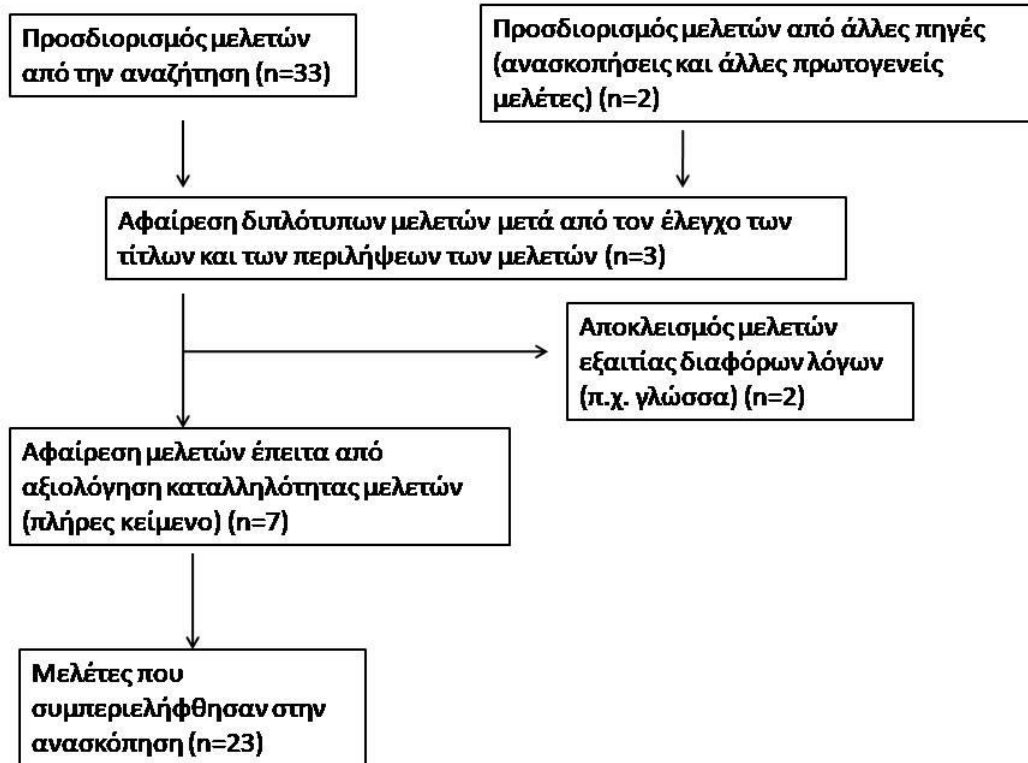 Προσδιορισμός μελετών
από την αναζήτηση (n=33)
Προσδιορισμός μελετών από άλλες πηγές
(ανασκοπήσεις και άλλες πρωτογενείς
μελέτες) (n=2)
Αφαίρεση διπλότυπων μελετών μετά από τον έλεγχο των
τίτλων και των περιλήψεων των μελετών (n=3)
Αποκλεισμός μελετών
εξαιτίας διαφόρων λόγων
(π.χ. γλώσσα) (n=2)
Αφαίρεση μελετών έπειτα από
αξιολόγηση καταλληλότητας μελετών
(πλήρες κείμενο) (n=7)
Μελέτες που
συμπεριελήφθησαν στην
ανασκόπηση (n=23)